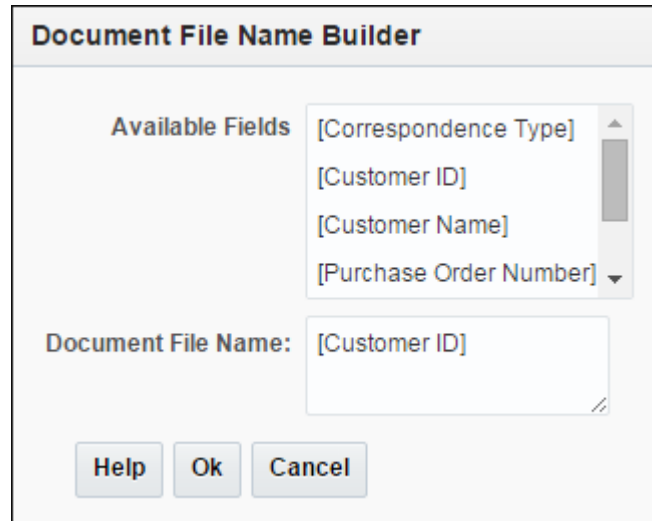 Document File Name Builder
Available Fields
[Correspondence Type]
[Customer ID]
[Customer Name]
[Purchase Order Number]
Document File Name:
[Customer ID]
Help
Ok
Cancel